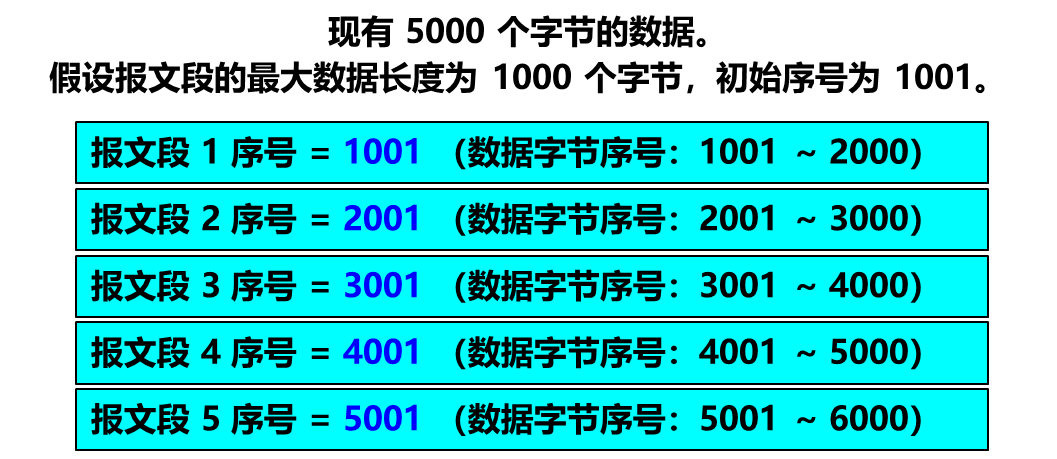 现有 5000 个字节的数据。
假设报文段的最大数据长度为 1000 个字节，初始序号为 1001。
报文段 1 序号 = 1001 （数据字节序号：1001 ~ 2000）
报文段 2 序号 = 2001 （数据字节序号：2001 ~ 3000）
报文段 3 序号 = 3001 （数据字节序号：3001 ~ 4000）
报文段 4 序号 = 4001 （数据字节序号：4001 ~ 5000）
报文段 5 序号 = 5001 （数据字节序号：5001 ~ 6000）